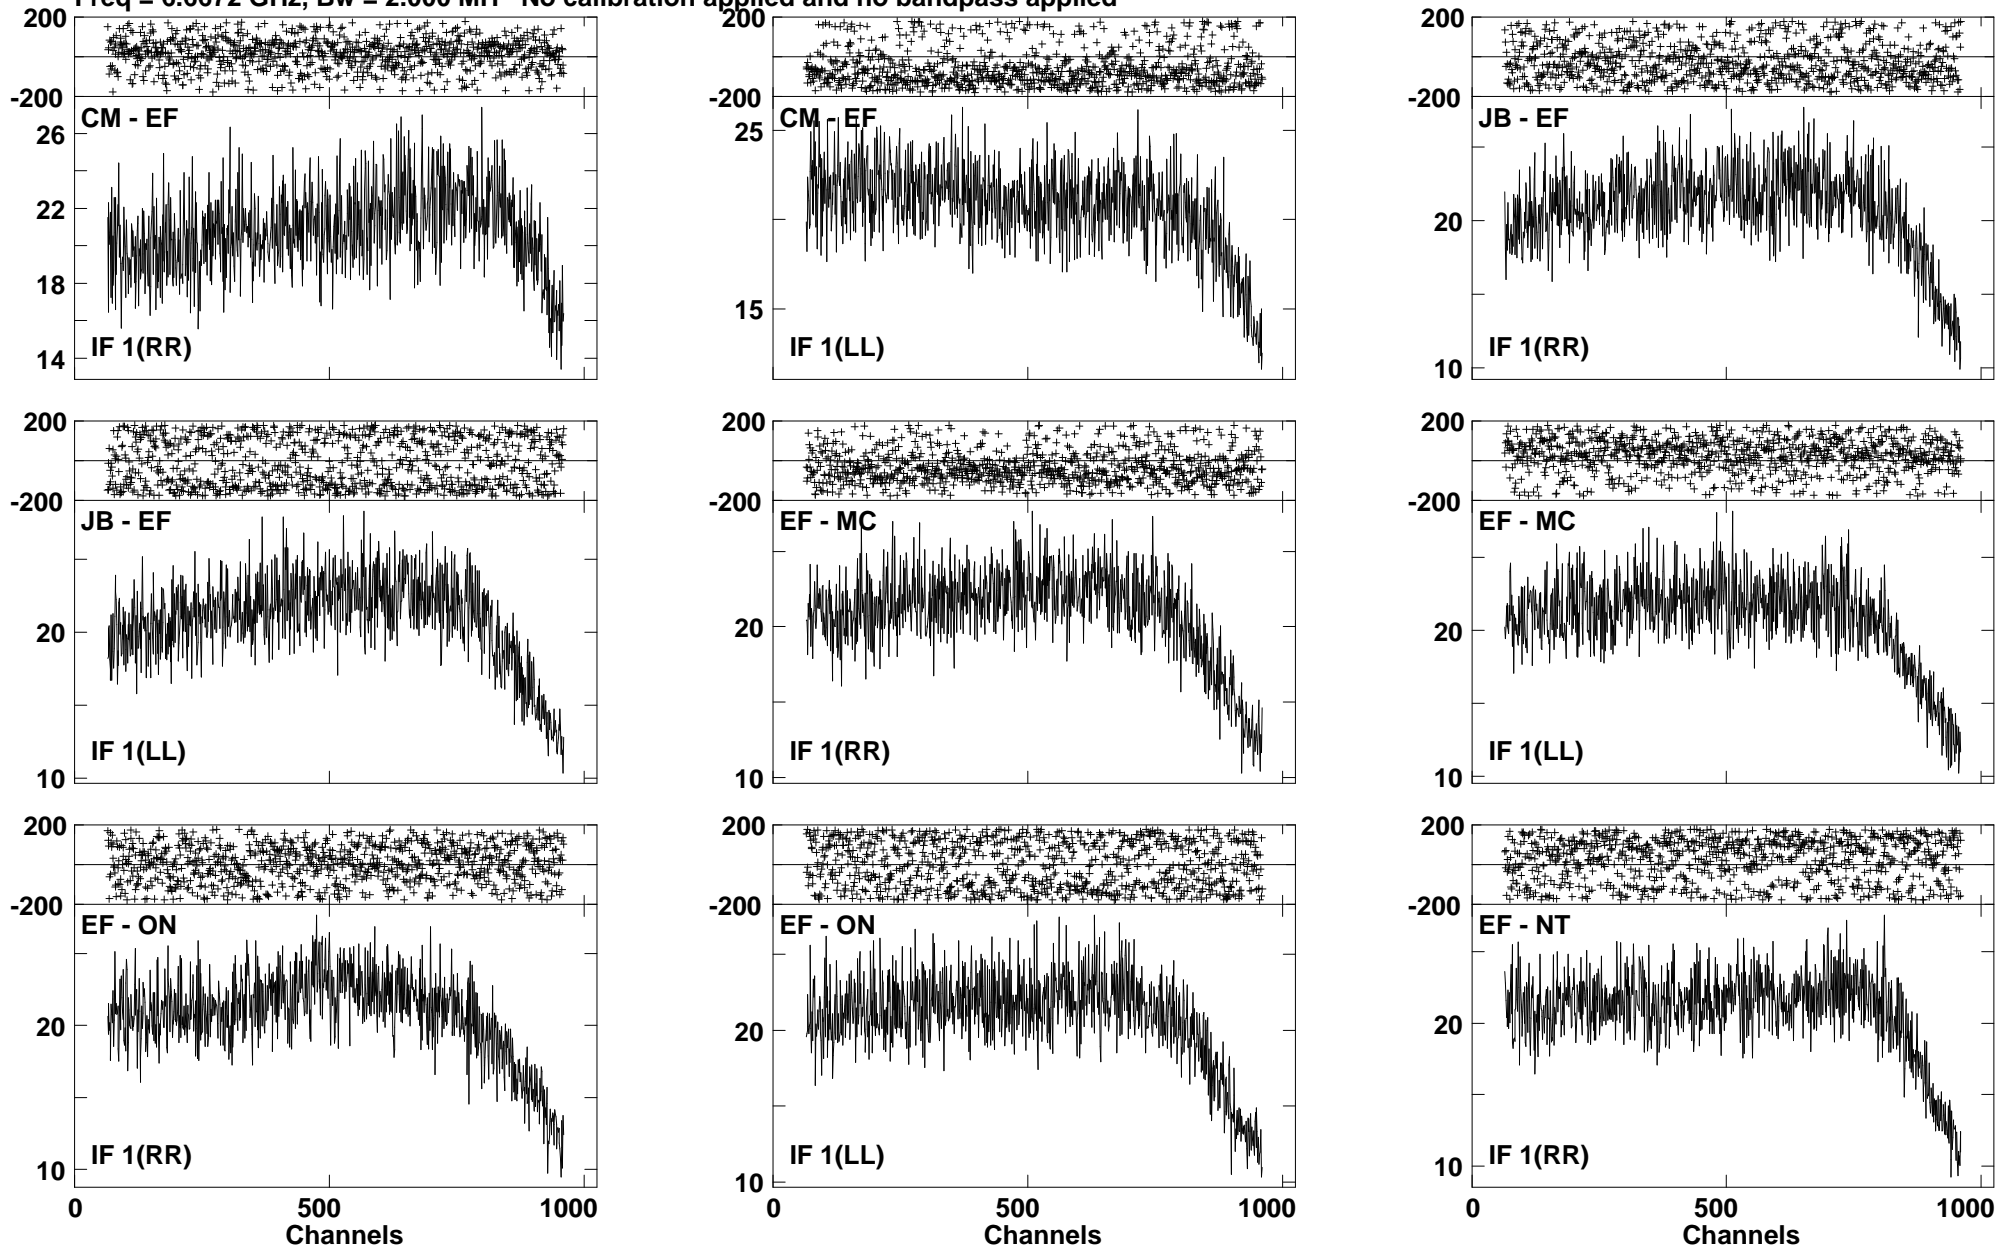 No calibration applied and no bandpass applied
200
-200
CM - EF
26
22
18
14
IF 1(RR)
200
-200
CM - EF
25
15
IF 1(LL)
200
-200
JB - EF
20
10
IF 1(RR)
200
-200
JB - EF
20
10
IF 1(LL)
200
-200
EF - MC
20
10
IF 1(RR)
200
-200
EF - MC
20
10
IF 1(LL)
200
-200
EF - ON
20
10
IF 1(RR)
0 500 1000
Channels
200
-200
EF - ON
20
10
IF 1(LL)
0 500 1000
Channels
200
-200
EF - NT
20
10
IF 1(RR)
0 500 1000
Channels